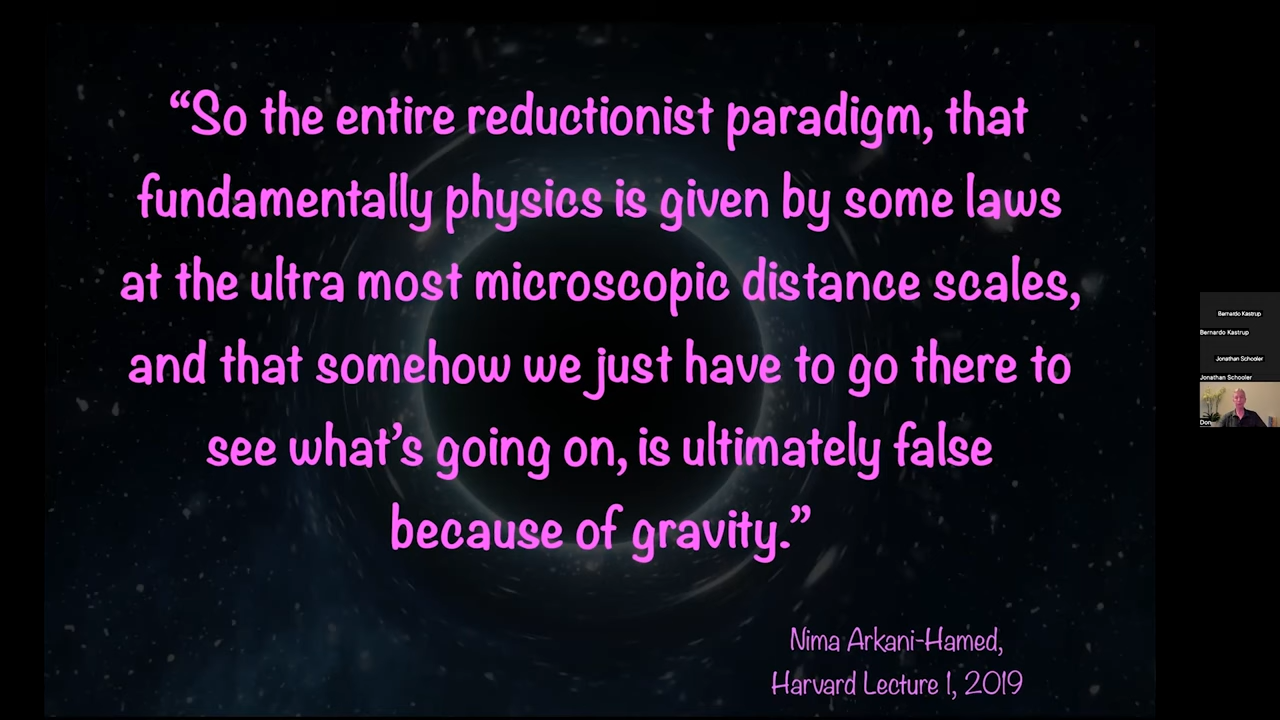 “So the entire reductionist paradigm, that
fundamentally physics is given by some laws
at the ultra most microscopic distance scales,
and that somehow we just have to go there to
see what’s going on, is ultimately false
because of gravity.”
Nima Arkani-Hamed,
Harvard Lecture 1, 2019
Bernardo Kastrup
Bernardo Kastrup
Jonathan Schooler
Jonathan Schooler
Don